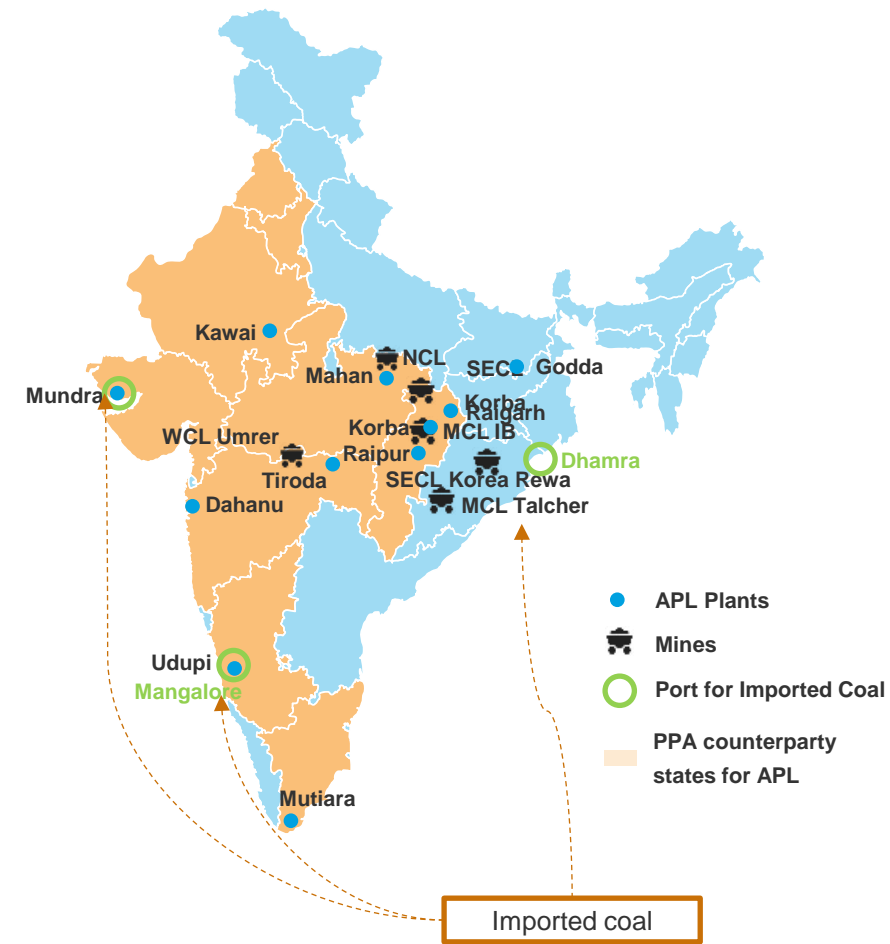 Kawai
NCL
Mahan
SECL
Godda
Mundra
Korba
Raigarh
WCL Umrer
Korba
MCL IB
Raipur
Dhamra
Tiroda
SECL Korea Rewa
Dahanu
MCL Talcher
APL Plants
Mines
Udupi
Mangalore
Port for Imported Coal
PPA counterparty
states for APL
Mutiara
Imported coal